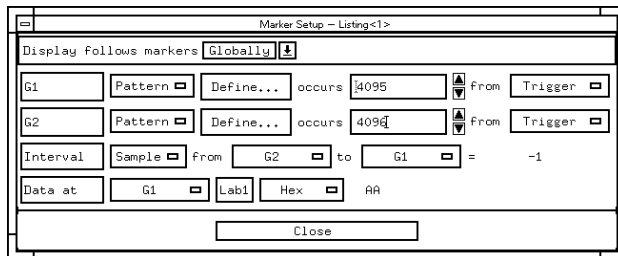 Marker Setup — Listing<1>
Display follows markers Globally
G1 Pattern Define... occurs 4095 from Trigger
G2 Pattern Define... occurs 4096 from Trigger
Interval Sample from G2 to G1 = -1
Data at G1 Lab1 Hex AA
Close